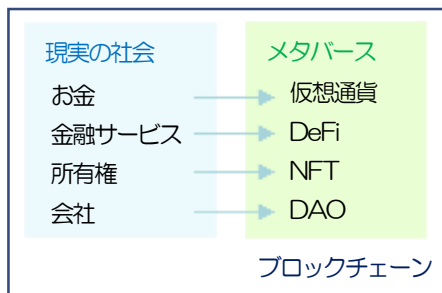 現実の社会
メタバース
お金
仮想通貨
金融サービス
DeFi
所有権
NFT
会社
DAO
ブロックチェーン